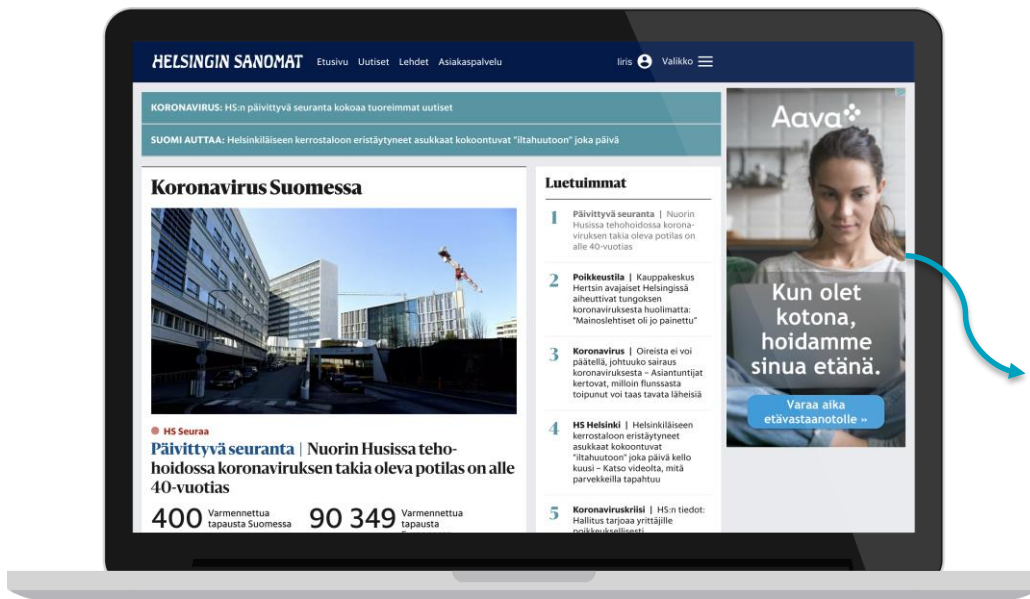 HELSINGIN SANOMAT Etusivu Uutiset Lehdet Asiakaspalvelu Iiris Valikko
KORONAVIRUS: HS:n päivittyvä seuranta kokoaa tuoreimmat uutiset
SUOMI AUTTAA: Helsinkiläiseen kerrostaloon eristäytyneet asukkaat kokoontuvat "iltahuutoon" joka päivä
Koronavirus Suomessa
HS Seuraa
Päivittyvä seuranta | Nuorin Husissa teho-
hoidossa koronaviruksen takia oleva potilas on alle
40-vuotias
400 Varmennettua
tapausta Suomessa
90 349 Varmennettua
tapausta
Luetuimmat
1 Päivittyvä seuranta | Nuorin
Husissa tehohoidossa korona-
viruksen takia oleva potilas on
alle 40-vuotias
2 Poikkeustila | Kauppakeskus
Hertsin avajaiset Helsingissä
aiheuttivat tungoksen
koronaviruksesta huolimatta:
"Mainoslehtiset oli jo painettu"
3 Koronavirus | Oireista ei voi
päätellä, johtuuko sairaus
koronaviruksesta – Asiantuntijat
kertovat, milloin flunssasta
toipunut voi taas tavata läheisiä
4 HS Helsinki | Helsinkiläiseen
kerrostaloon eristäytyneet
asukkaat kokoontuvat
"iltahuutoon" joka päivä kello
kuusi – Katso videolta, mitä
parvekkeilla tapahtuu
5 Koronaviruskriisi | HS:n tiedot:
Hallitus tarjoaa yrittäjille
poikkeuksellisesti
Aava
Kun olet
kotona,
hoidamme
sinua etänä.
Varaa aika
etävastaanotolle »